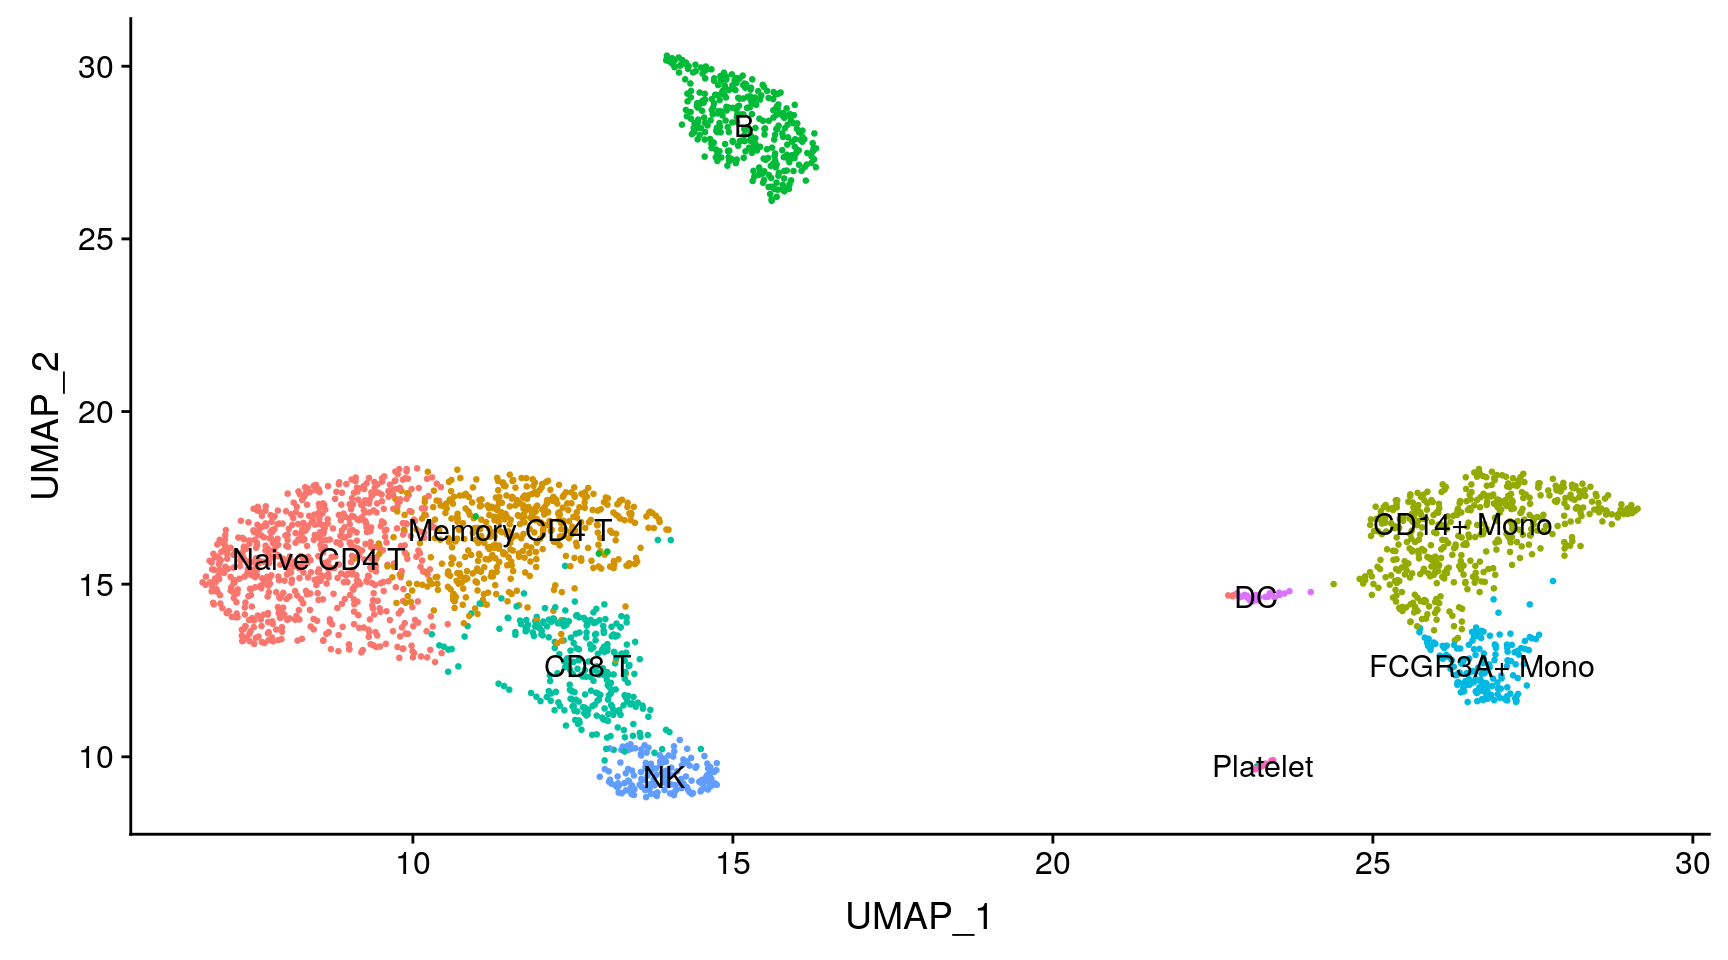 30
25
20
15
10
UMAP_2
B
Memory CD4 T
Naive CD4 T
CD14+ Mono
DC
CD8 T
FCGR3A+ Mono
NK
Platelet
10 15 20 25 30
UMAP_1